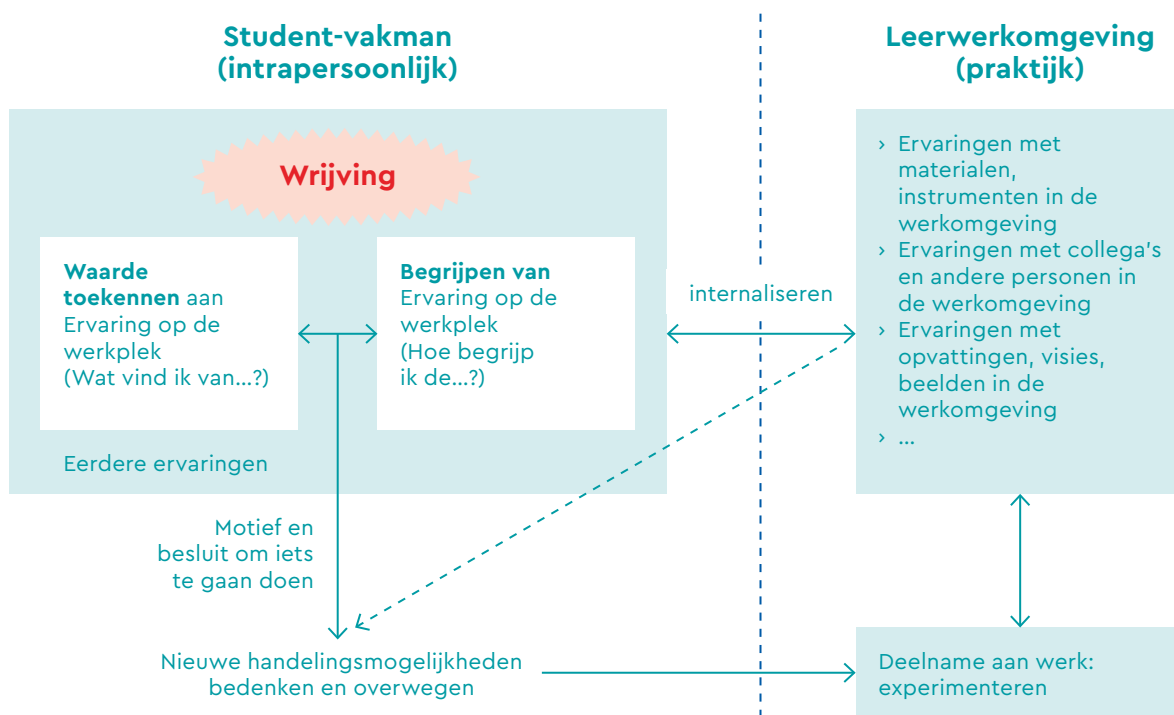 Student-vakman
(intrapersoonlijk)
Leerwerkomgeving
(praktijk)
Wrijving
Waarde
toekennen aan
Ervaring op de
werkplek
(Wat vind ik van...?)
Begrijpen van
Ervaring op de
werkplek
(Hoe begrijp
ik de...?)
Eerdere ervaringen
internaliseren
› Ervaringen met
materialen,
instrumenten in de
werkomgeving
› Ervaringen met collega's
en andere personen in
de werkomgeving
› Ervaringen met
opvattingen, visies,
beelden in de
werkomgeving
› ...
Motief en
besluit om iets
te gaan doen
Nieuwe handelingsmogelijkheden
bedenken en overwegen
Deelname aan werk:
experimenteren